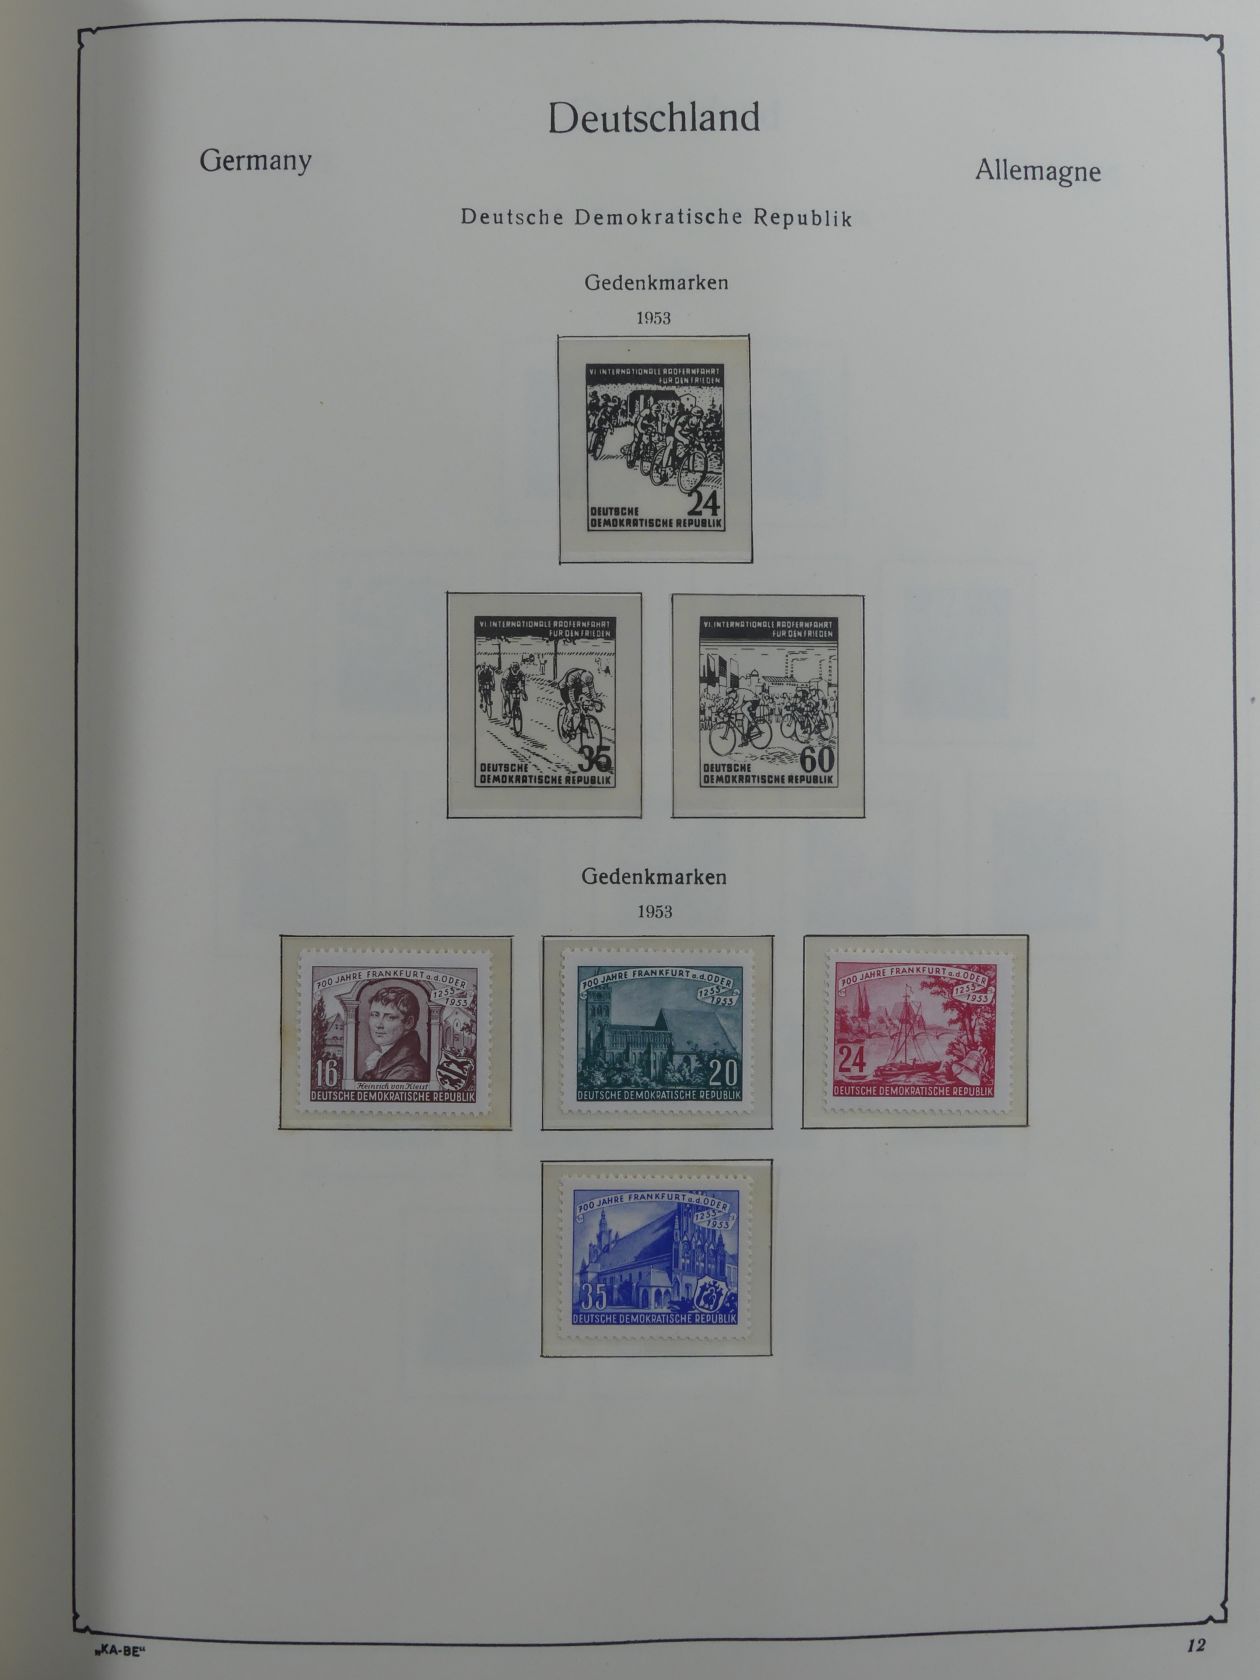 Deutschland
Germany
Allemagne
Deutsche Demokratische Republik
Gedenkmarken
1953
VI. INTERNATIONALE RADFERNFAHRT
FÜR DEN FRIEDEN
24
DEUTSCHE
DEMOKRATISCHE REPUBLIK
VI. INTERNATIONALE RADFERNFAHRT
FÜR DEN FRIEDEN
35
DEUTSCHE
DEMOKRATISCHE REPUBLIK
VI. INTERNATIONALE RADFERNFAHRT
FÜR DEN FRIEDEN
60
DEUTSCHE
DEMOKRATISCHE REPUBLIK
Gedenkmarken
1953
700 JAHRE FRANKFURT a.d. ODER
1253
1953
16
Heinrich von Kleist
DEUTSCHE DEMOKRATISCHE REPUBLIK
700 JAHRE FRANKFURT a.d. ODER
1253
1953
20
DEUTSCHE DEMOKRATISCHE REPUBLIK
700 JAHRE FRANKFURT a.d. ODER
1253
1953
24
DEUTSCHE DEMOKRATISCHE REPUBLIK
700 JAHRE FRANKFURT a.d. ODER
1253
1953
35
DEUTSCHE DEMOKRATISCHE REPUBLIK
„KA-BE“
12